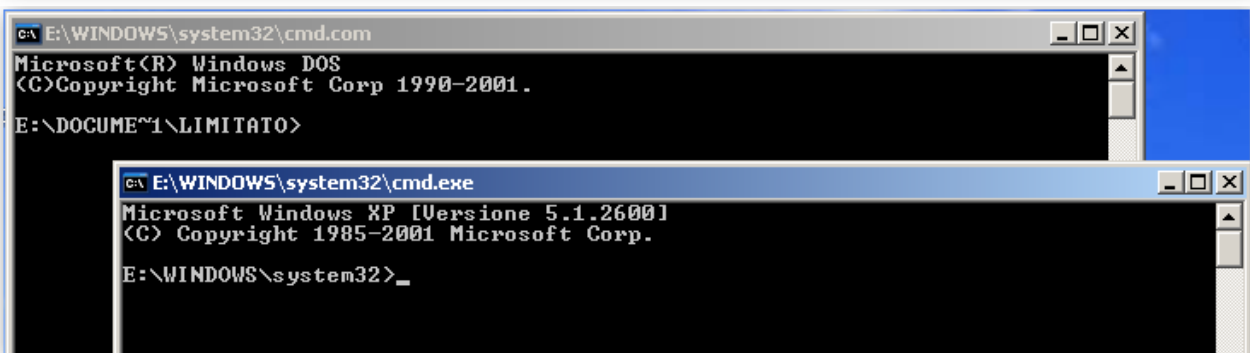 E:\WINDOWS\system32\cmd.com
Microsoft(R) Windows DOS
(C)Copyright Microsoft Corp 1990-2001.
E:\DOCUME~1\LIMITATO>
E:\WINDOWS\system32\cmd.exe
Microsoft Windows XP [Versione 5.1.2600]
(C) Copyright 1985-2001 Microsoft Corp.
E:\WINDOWS\system32>_